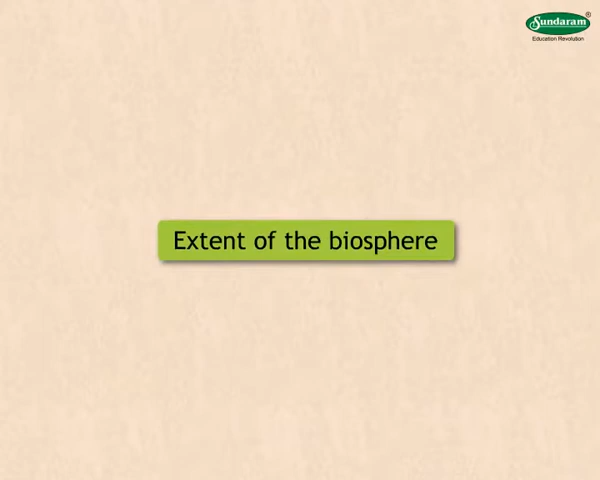 Sundaram®
Education Revolution
Extent of the biosphere